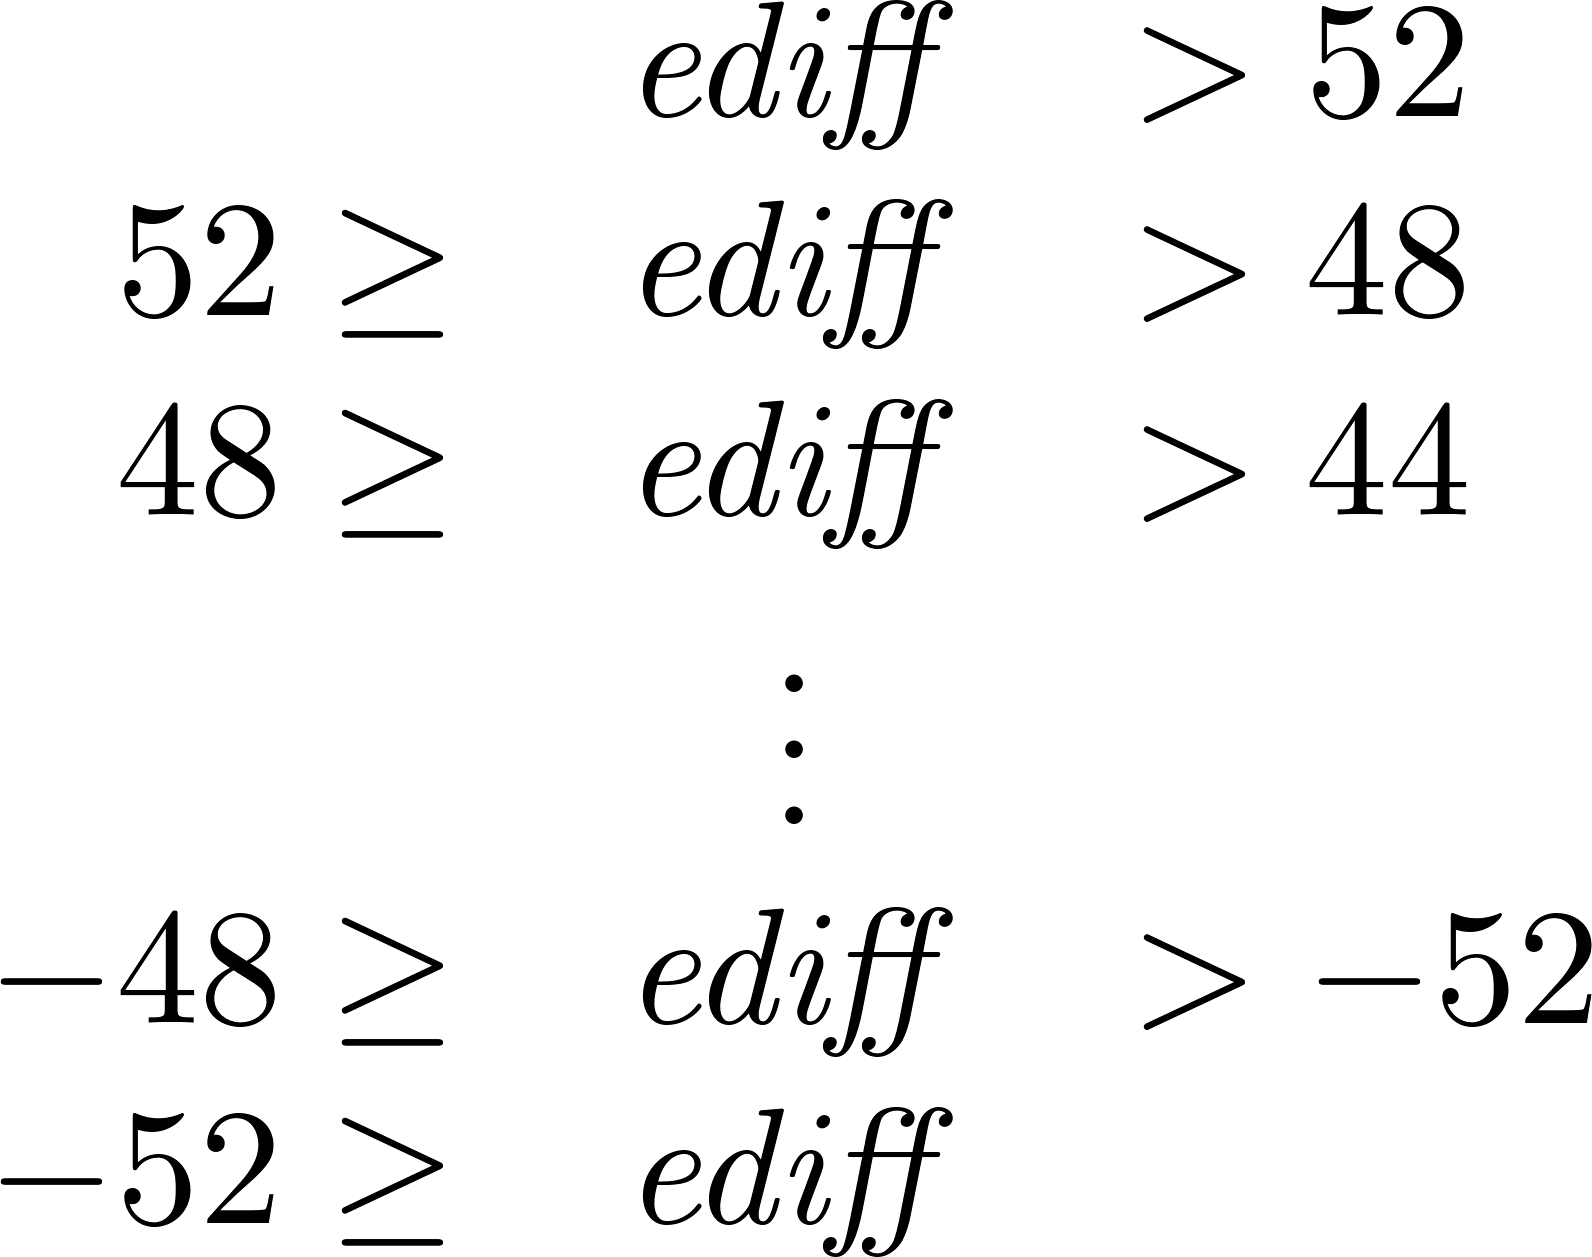 ediff > 52
52 ≥ ediff > 48
48 ≥ ediff > 44
⋮
−48 ≥ ediff > −52
−52 ≥ ediff